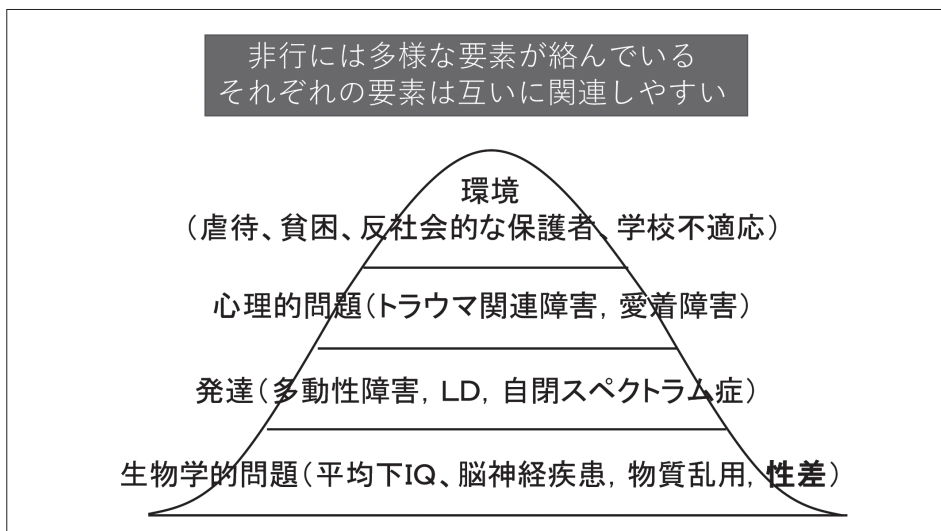 非行には多様な要素が絡んでいる
それぞれの要素は互いに関連しやすい
環境
（虐待、貧困、反社会的な保護者、学校不適応）
心理的問題（トラウマ関連障害, 愛着障害）
発達（多動性障害, LD, 自閉スペクトラム症）
生物学的問題（平均下IQ、脳神経疾患, 物質乱用, 性差）